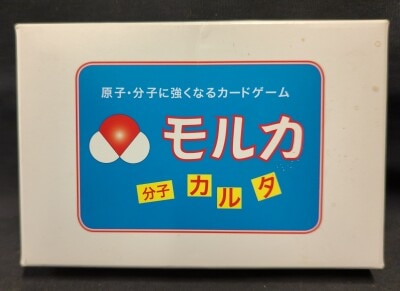 原子・分子に強くなるカードゲーム
モルカ
分子 カルタ